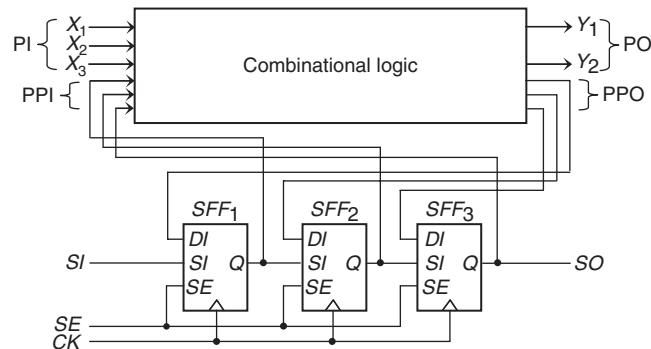 PI X1 Y1 PO
X2
X3 Y2
Combinational logic
PPI PPO
SFF1 SFF2 SFF3
DI DI DI
SI SI Q SI Q SI Q SO
SE SE SE
SE
CK